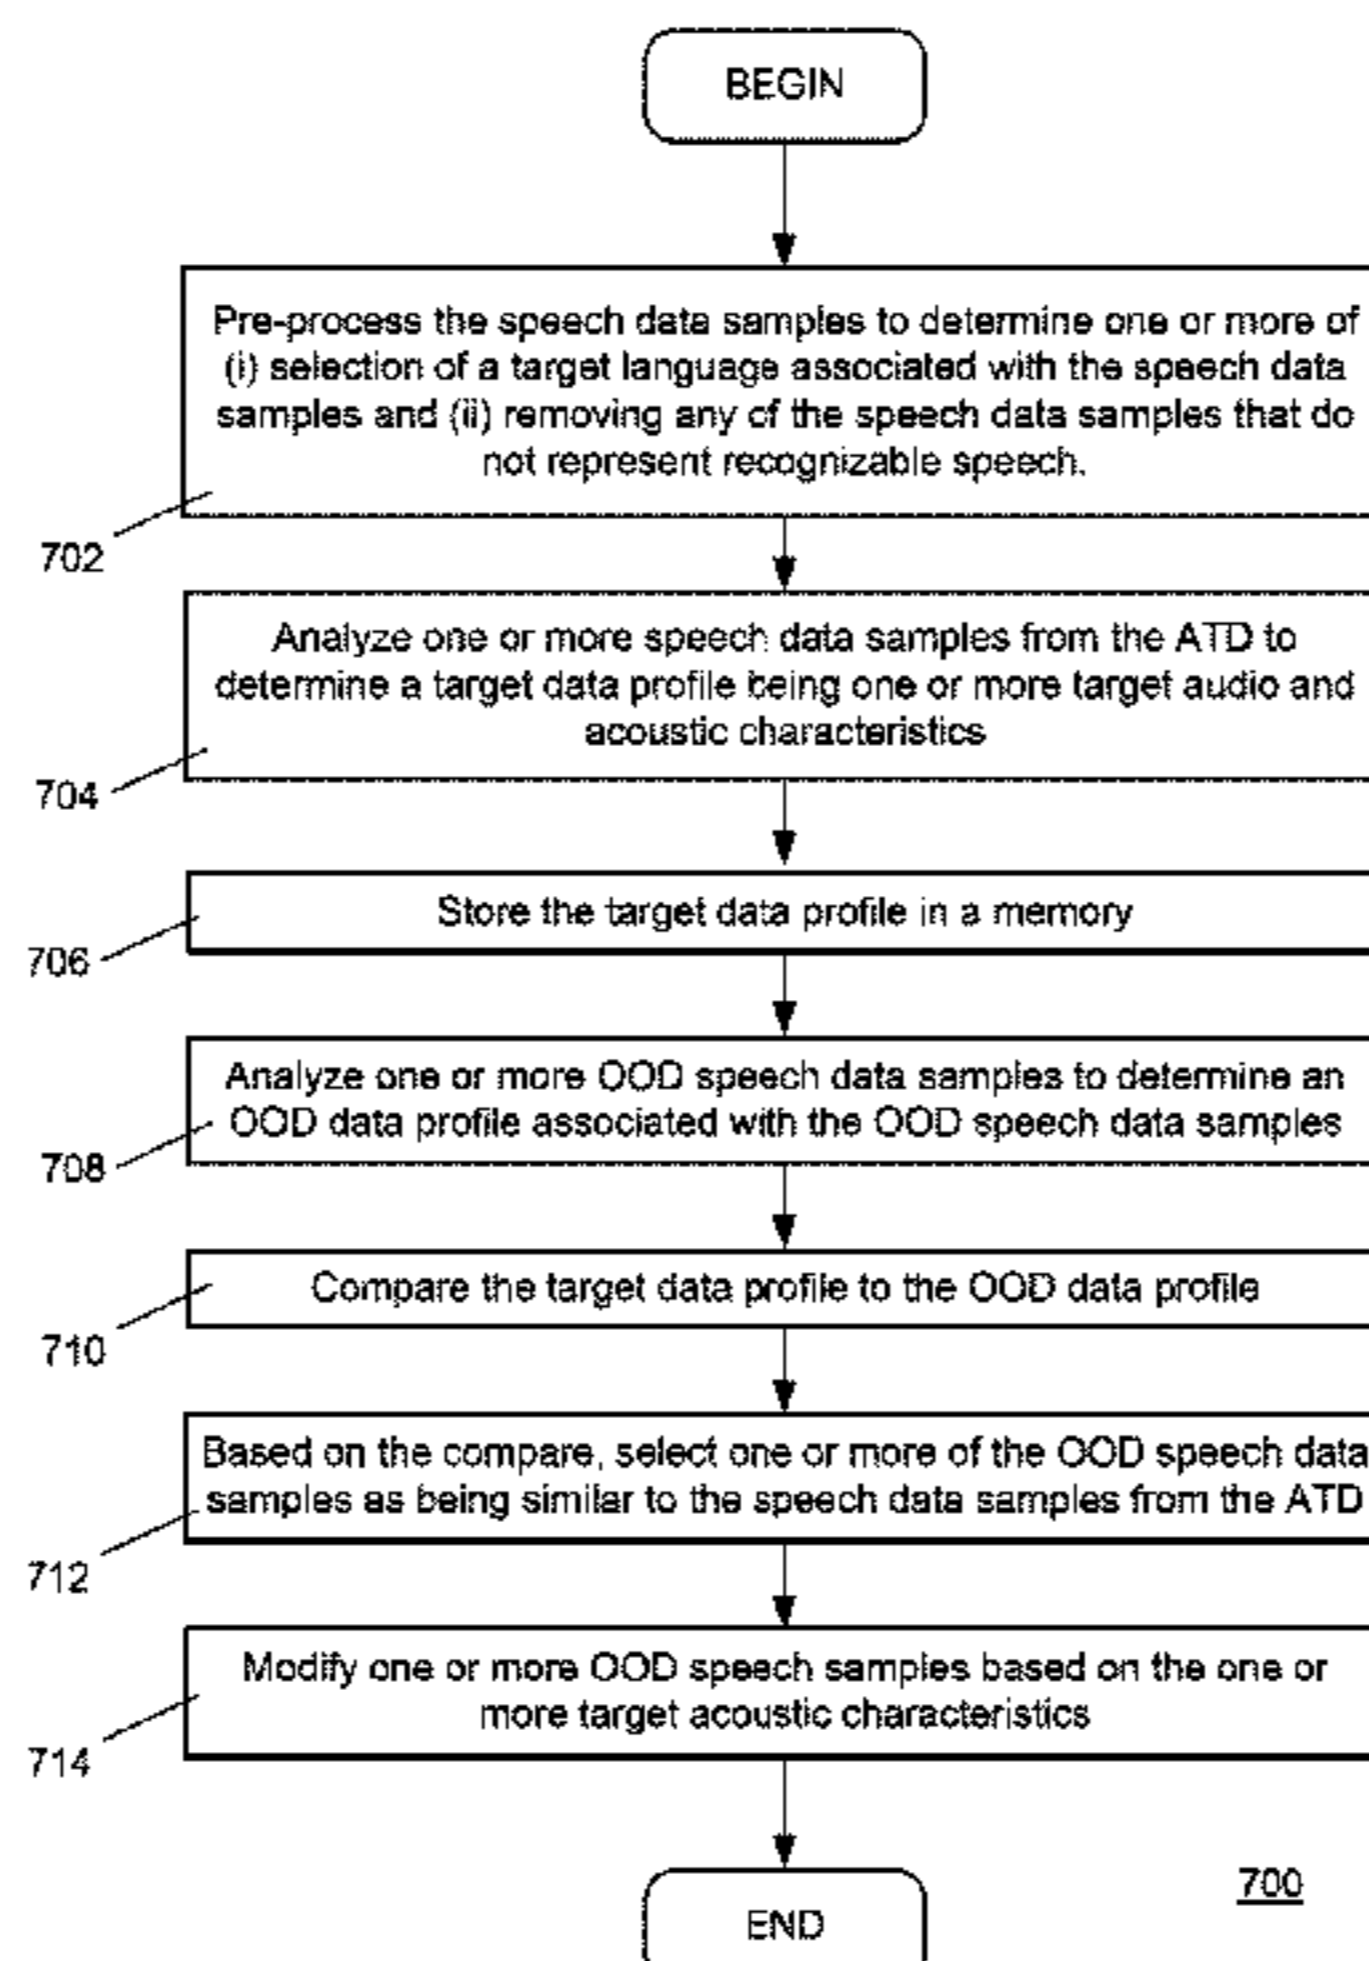 BEGIN
Pre-process the speech data samples to determine one or more of
(i) selection of a target language associated with the speech data
samples and (ii) removing any of the speech data samples that do
not represent recognizable speech.
702
Analyze one or more speech data samples from the ATD to
determine a target data profile being one or more target audio and
acoustic characteristics
704
Store the target data profile in a memory
706
Analyze one or more OOD speech data samples to determine an
OOD data profile associated with the OOD speech data samples
708
Compare the target data profile to the OOD data profile
710
Based on the compare, select one or more of the OOD speech data
samples as being similar to the speech data samples from the ATD
712
Modify one or more OOD speech samples based on the one or
more target acoustic characteristics
714
700
END